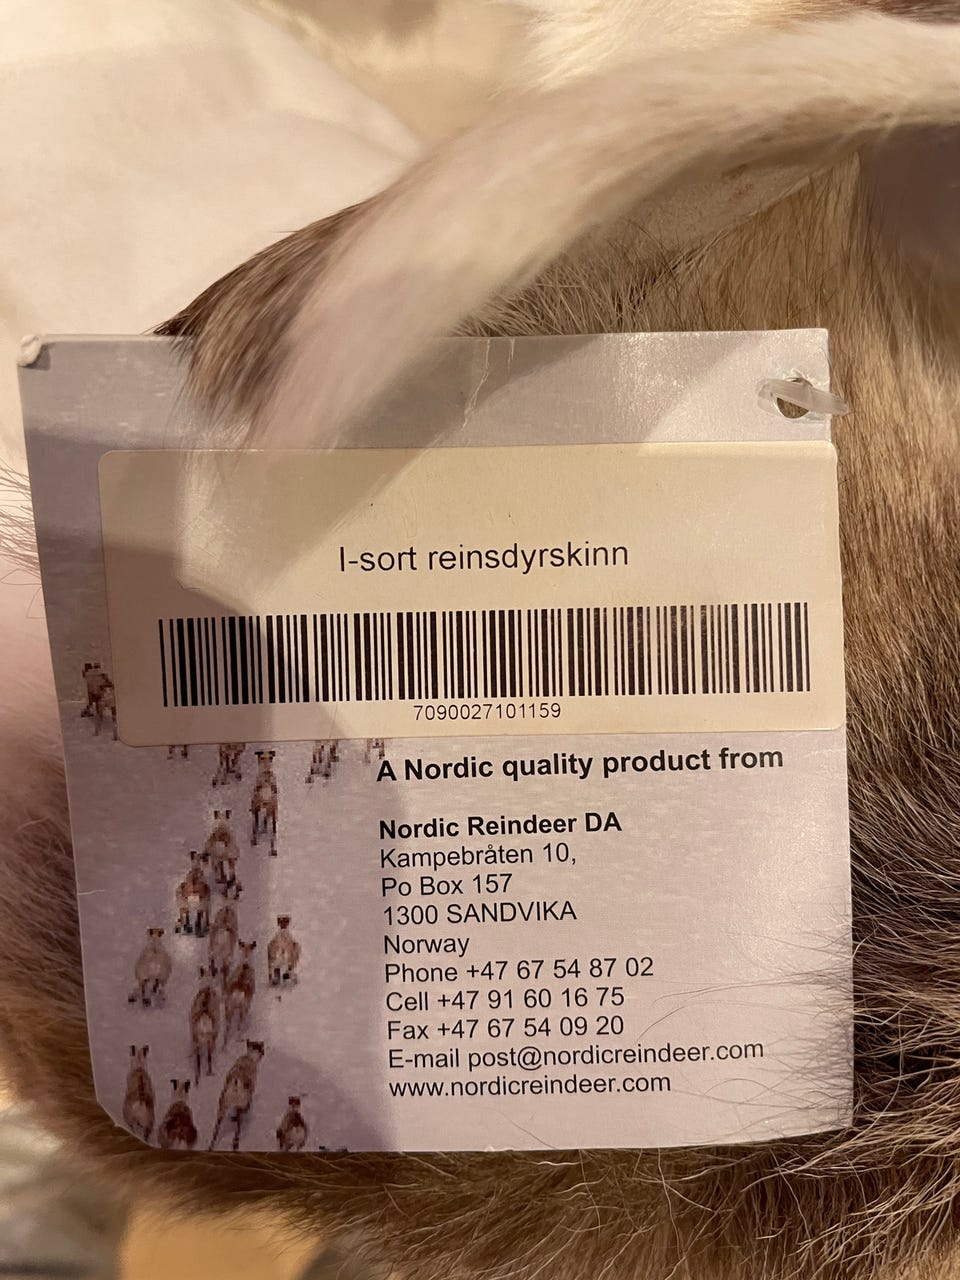 I-sort reinsdyrskinn
7090027101159
A Nordic quality product from
Nordic Reindeer DA
Kampebråten 10,
Po Box 157
1300 SANDVIKA
Norway
Phone +47 67 54 87 02
Cell +47 91 60 16 75
Fax +47 67 54 09 20
E-mail post@nordicreindeer.com
www.nordicreindeer.com